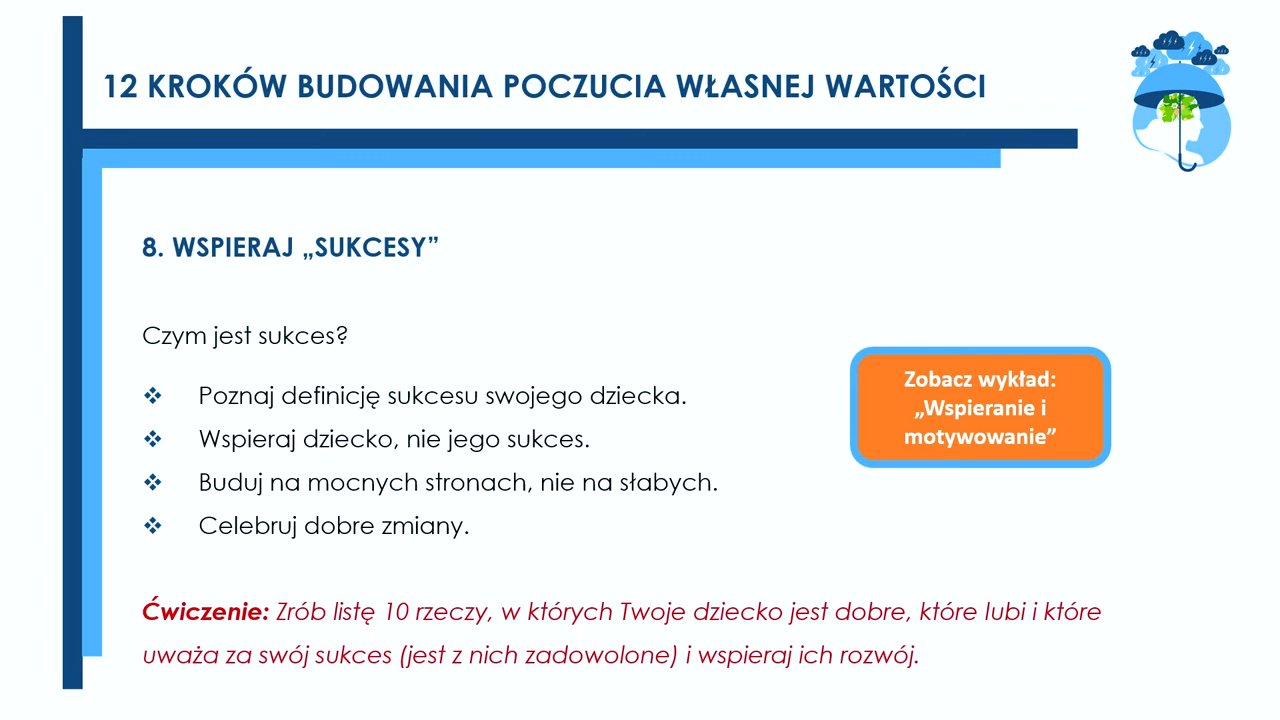 12 KROKÓW BUDOWANIA POCZUCIA WŁASNEJ WARTOŚCI
8. WSPIERAJ „SUKCESY”
Czym jest sukces?
❖ Poznaj definicję sukcesu swojego dziecka.
❖ Wspieraj dziecko, nie jego sukces.
❖ Buduj na mocnych stronach, nie na słabych.
❖ Celebruj dobre zmiany.
Zobacz wykład:
„Wspieranie i
motywowanie”
Ćwiczenie: Zrób listę 10 rzeczy, w których Twoje dziecko jest dobre, które lubi i które
uważa za swój sukces (jest z nich zadowolone) i wspieraj ich rozwój.